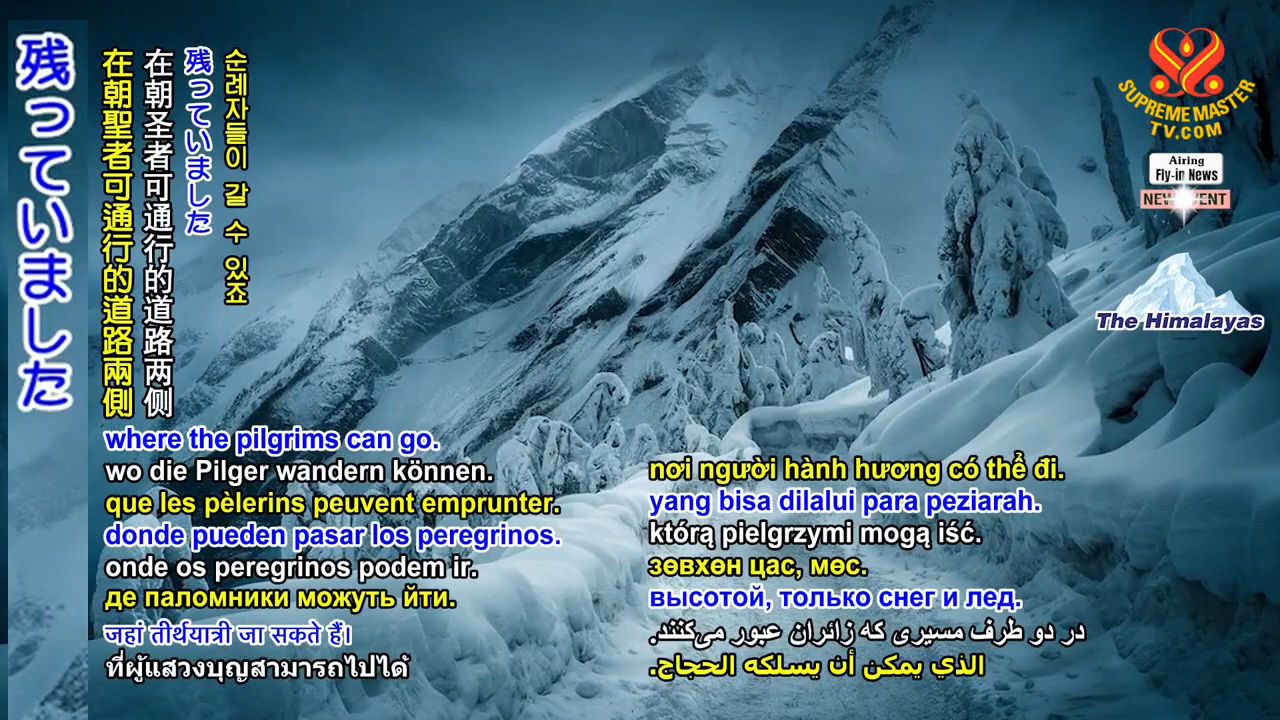 残っていました
在朝聖者可通行的道路兩側
在朝圣者可通行的道路两侧
残っていました
순례자들이 갈 수 있죠
where the pilgrims can go.
wo die Pilger wandern können.
que les pèlerins peuvent emprunter.
donde pueden pasar los peregrinos.
onde os peregrinos podem ir.
де паломники можуть йти.
जहां तीर्थयात्री जा सकते हैं।
ที่ผู้แสวงบุญสามารถไปได้
nơi người hành hương có thể đi.
yang bisa dilalui para peziarah.
którą pielgrzymi mogą iść.
зөвхөн цас, мөс.
высотой, только снег и лед.
در دو طرف مسیری که زائران عبور می‌کنند.
الذي يمكن أن يسلكه الحجاج.
SUPREME MASTER
TV.COM
Airing
Fly-in News
The Himalayas